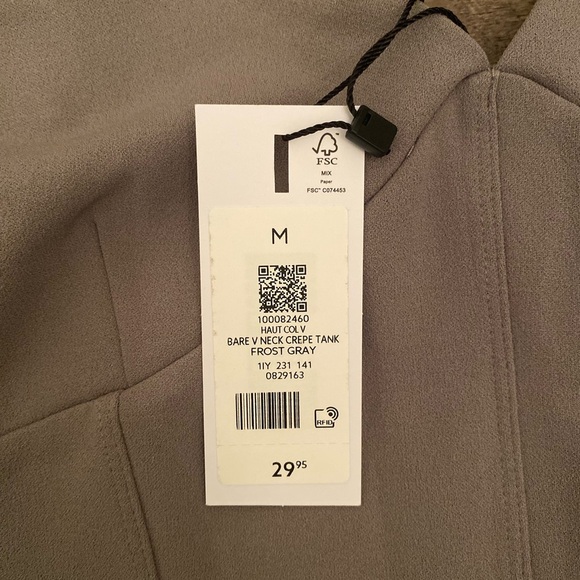 FSC
MIX
Paper
FSC® C074453
M
100082460
HAUT COL V
BARE V NECK CREPE TANK
FROST GRAY
1IY 231 141
0829163
RFID
29.95